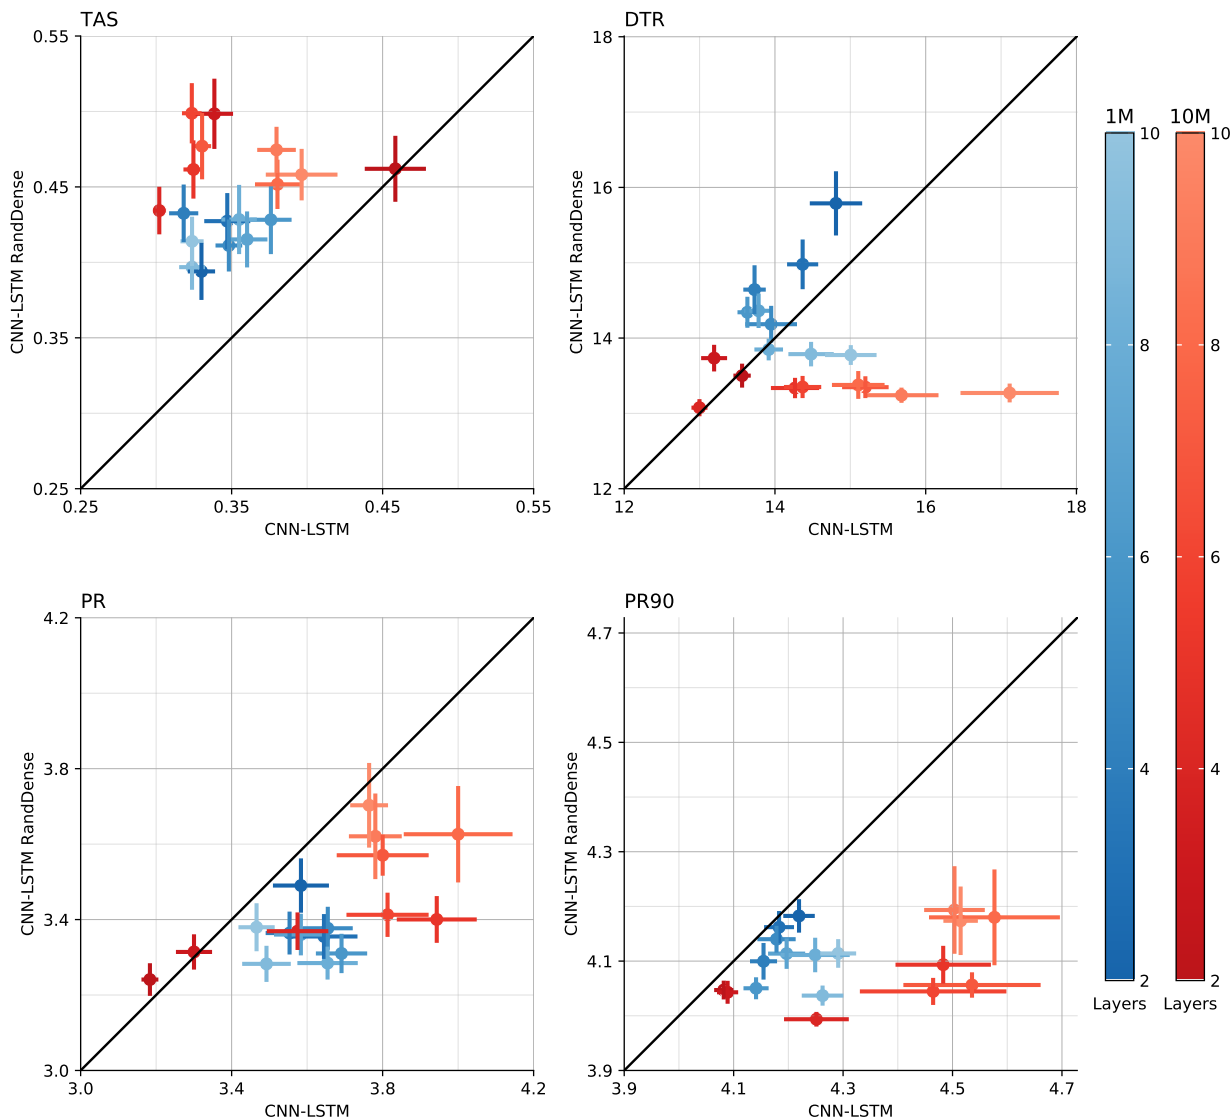 TAS
0.55
0.45
0.35
0.25
CNN-LSTM RandDense
0.25 0.35 0.45 0.55
CNN-LSTM
DTR
18
16
14
12
CNN-LSTM RandDense
12 14 16 18
CNN-LSTM
PR
4.2
3.8
3.4
3.0
CNN-LSTM RandDense
3.0 3.4 3.8 4.2
CNN-LSTM
PR90
4.7
4.5
4.3
4.1
3.9
CNN-LSTM RandDense
3.9 4.1 4.3 4.5 4.7
CNN-LSTM
1M
10
8
6
4
2
Layers
10M
10
8
6
4
2
Layers